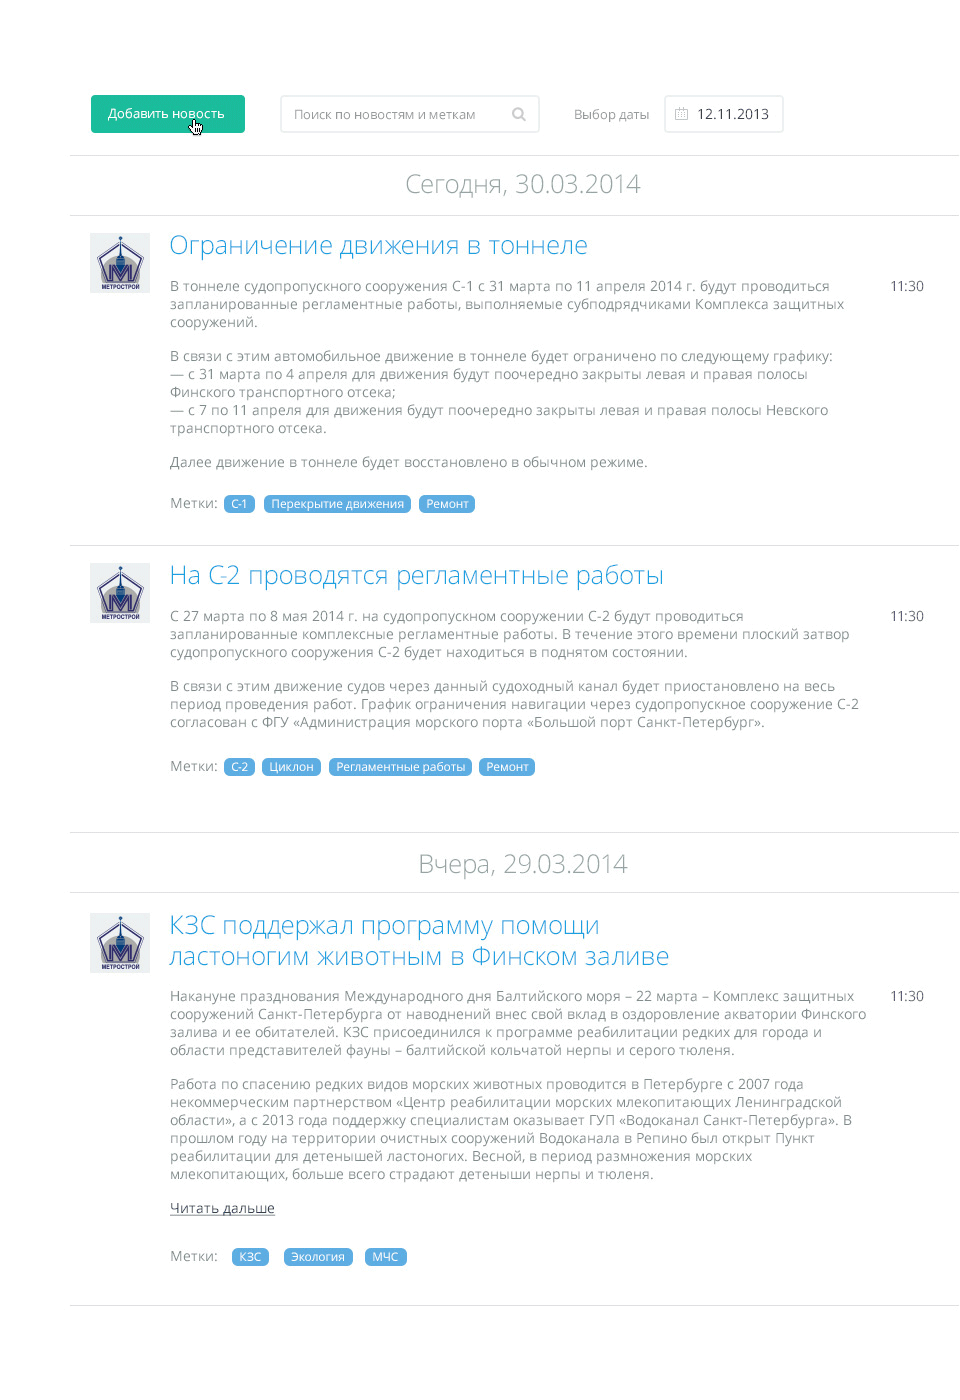 Добавить новость
Поиск по новостям и меткам
Выбор даты
12.11.2013
Сегодня, 30.03.2014
МЕТРОСТРОЙ
Ограничение движения в тоннеле
В тоннеле судопропускного сооружения С-1 с 31 марта по 11 апреля 2014 г. будут проводиться
11:30
запланированные регламентные работы, выполняемые субподрядчиками Комплекса защитных
сооружений.
В связи с этим автомобильное движение в тоннеле будет ограничено по следующему графику:
— с 31 марта по 4 апреля для движения будут поочередно закрыты левая и правая полосы
Финского транспортного отсека;
— с 7 по 11 апреля для движения будут поочередно закрыты левая и правая полосы Невского
транспортного отсека.
Далее движение в тоннеле будет восстановлено в обычном режиме.
Метки: С-1 Перекрытие движения Ремонт
МЕТРОСТРОЙ
На С-2 проводятся регламентные работы
С 27 марта по 8 мая 2014 г. на судопропускном сооружении С-2 будут проводиться
11:30
запланированные комплексные регламентные работы. В течение этого времени плоский затвор
судопропускного сооружения С-2 будет находиться в поднятом состоянии.
В связи с этим движение судов через данный судоходный канал будет приостановлено на весь
период проведения работ. График ограничения навигации через судопропускное сооружение С-2
согласован с ФГУ «Администрация морского порта «Большой порт Санкт-Петербург».
Метки: С-2 Циклон Регламентные работы Ремонт
Вчера, 29.03.2014
МЕТРОСТРОЙ
КЗС поддержал программу помощи
ластоногим животным в Финском заливе
Накануне празднования Международного дня Балтийского моря – 22 марта – Комплекс защитных
11:30
сооружений Санкт-Петербурга от наводнений внес свой вклад в оздоровление акватории Финского
залива и ее обитателей. КЗС присоединился к программе реабилитации редких для города и
области представителей фауны – балтийской кольчатой нерпы и серого тюленя.
Работа по спасению редких видов морских животных проводится в Петербурге с 2007 года
некоммерческим партнерством «Центр реабилитации морских млекопитающих Ленинградской
области», а с 2013 года поддержку специалистам оказывает ГУП «Водоканал Санкт-Петербурга». В
прошлом году на территории очистных сооружений Водоканала в Репино был открыт Пункт
реабилитации для детенышей ластоногих. Весной, в период размножения морских
млекопитающих, больше всего страдают детеныши нерпы и тюленя.
Читать дальше
Метки: КЗС Экология МЧС